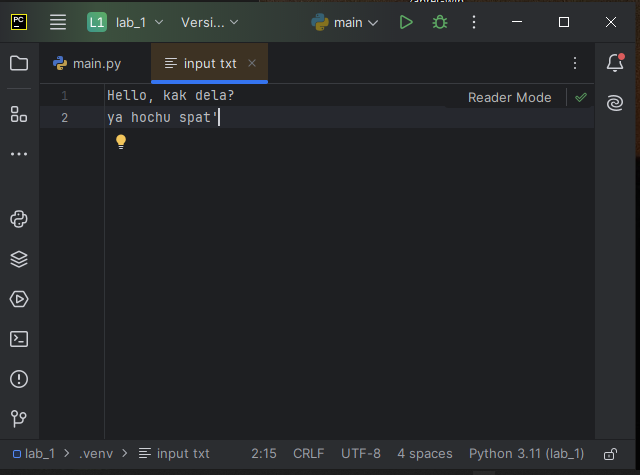 PC
L1 lab_1 Versi... main
main.py input txt
1 Hello, kak dela? Reader Mode
2 ya hochu spat'
lab_1 > .venv > input txt 2:15 CRLF UTF-8 4 spaces Python 3.11 (lab_1)